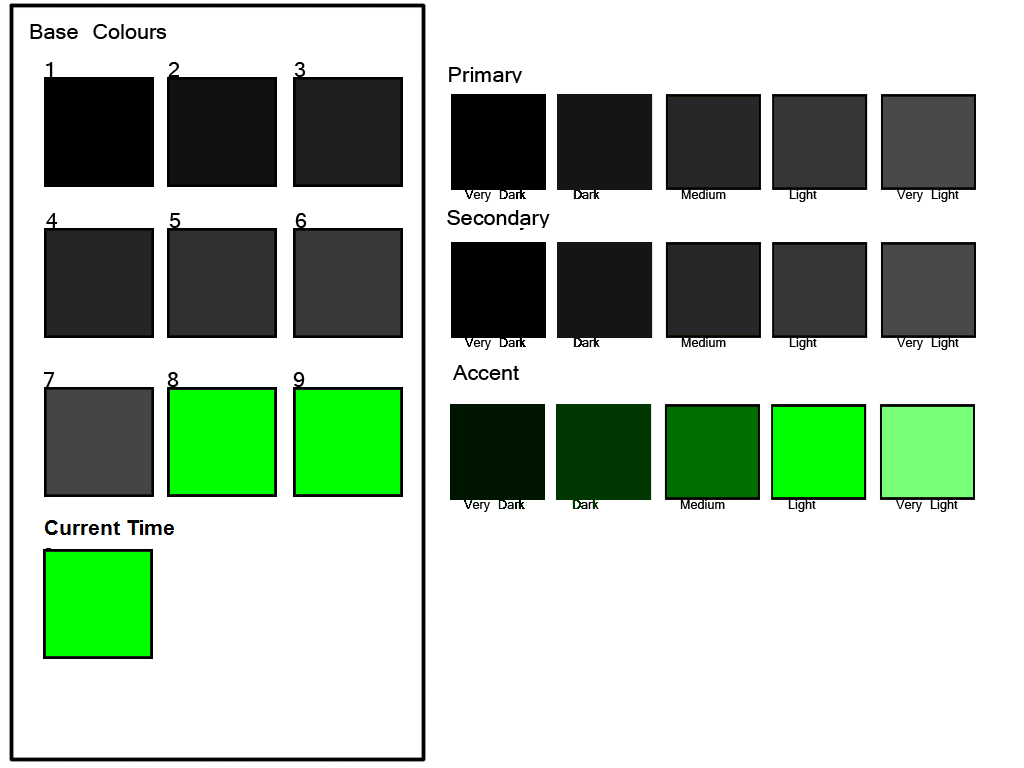 Base Colours
1 2 3
4 5 6
7 8 9
Current Time
Primary
Very Dark Dark Medium Light Very Light
Secondary
Very Dark Dark Medium Light Very Light
Accent
Very Dark Dark Medium Light Very Light